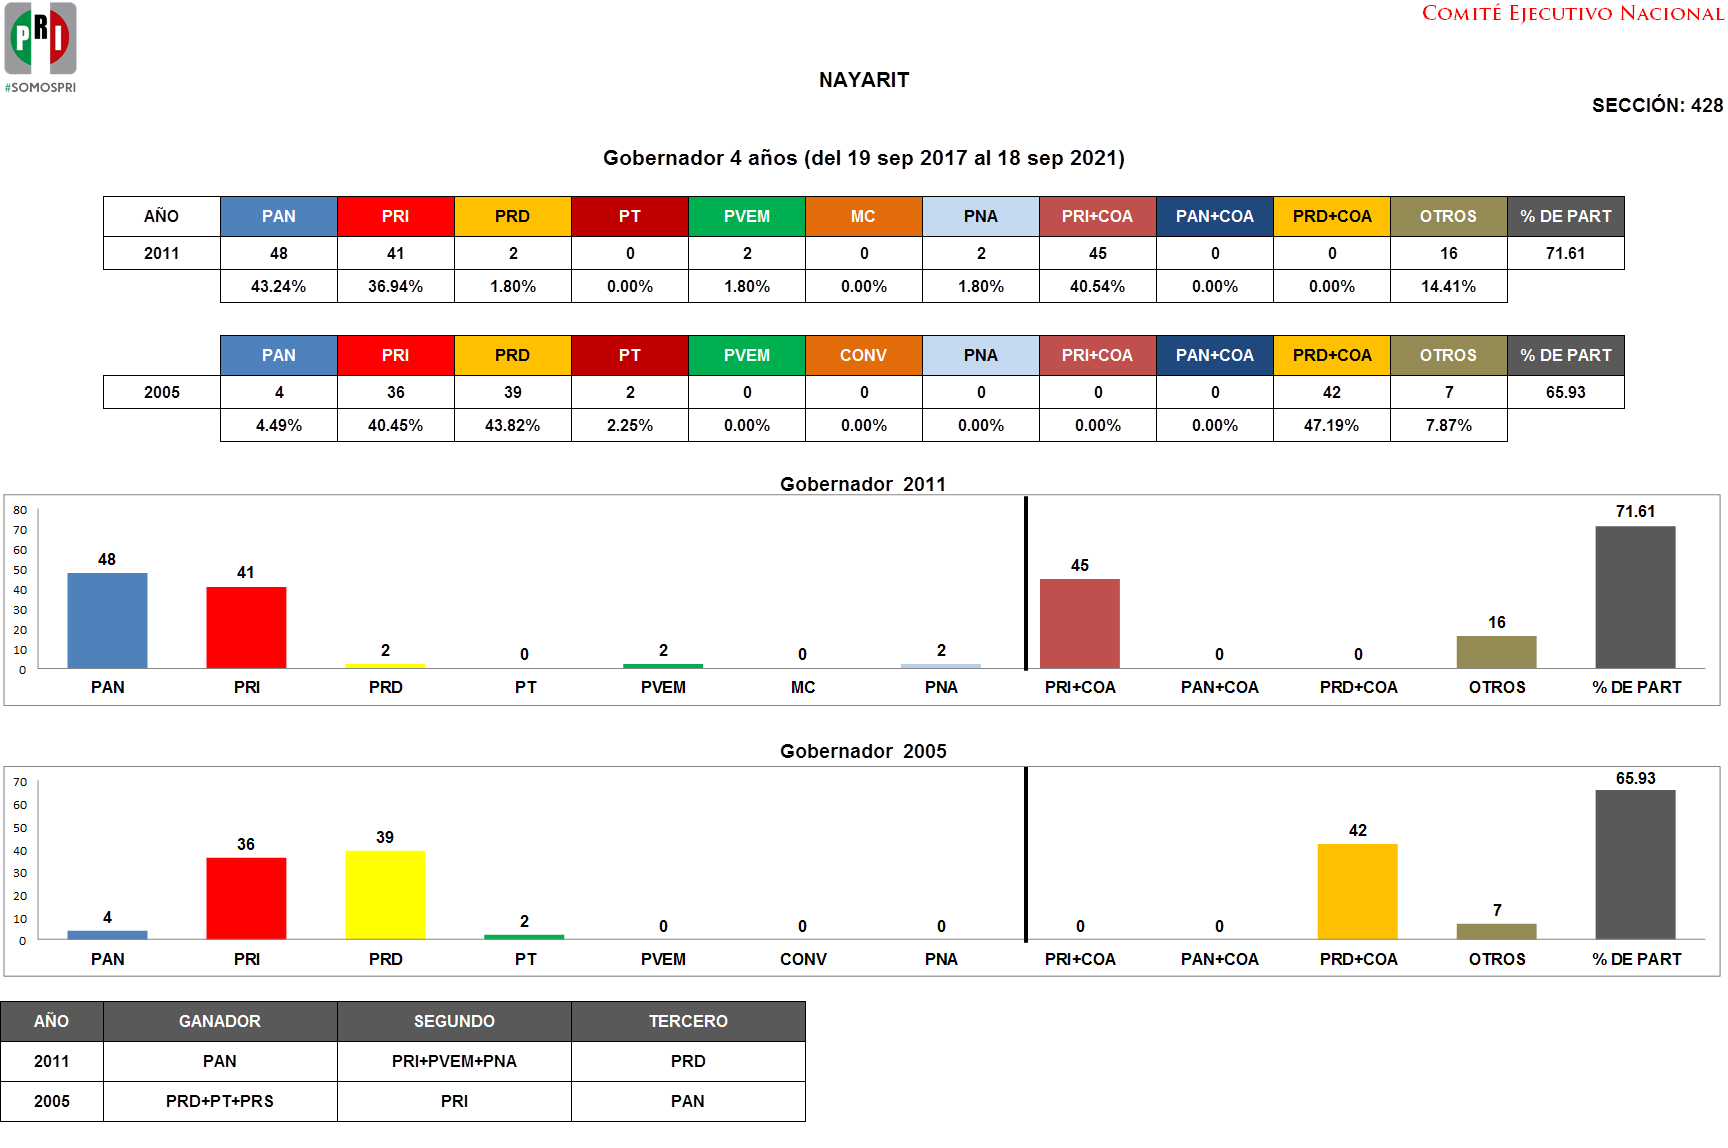 PRI
#SOMOSPRI
COMITÉ EJECUTIVO NACIONAL
NAYARIT
SECCIÓN: 428
Gobernador 4 años (del 19 sep 2017 al 18 sep 2021)
AÑO PAN PRI PRD PT PVEM MC PNA PRI+COA PAN+COA PRD+COA OTROS % DE PART
2011 48 41 2 0 2 0 2 45 0 0 16 71.61
43.24% 36.94% 1.80% 0.00% 1.80% 0.00% 1.80% 40.54% 0.00% 0.00% 14.41%
PAN PRI PRD PT PVEM CONV PNA PRI+COA PAN+COA PRD+COA OTROS % DE PART
2005 4 36 39 2 0 0 0 0 0 42 7 65.93
4.49% 40.45% 43.82% 2.25% 0.00% 0.00% 0.00% 0.00% 0.00% 47.19% 7.87%
Gobernador 2011
80
70
60
50
40
30
20
10
0
48 41 2 0 2 0 2 45 0 0 16 71.61
PAN PRI PRD PT PVEM MC PNA PRI+COA PAN+COA PRD+COA OTROS % DE PART
Gobernador 2005
70
60
50
40
30
20
10
0
4 36 39 2 0 0 0 0 0 42 7 65.93
PAN PRI PRD PT PVEM CONV PNA PRI+COA PAN+COA PRD+COA OTROS % DE PART
AÑO GANADOR SEGUNDO TERCERO
2011 PAN PRI+PVEM+PNA PRD
2005 PRD+PT+PRS PRI PAN